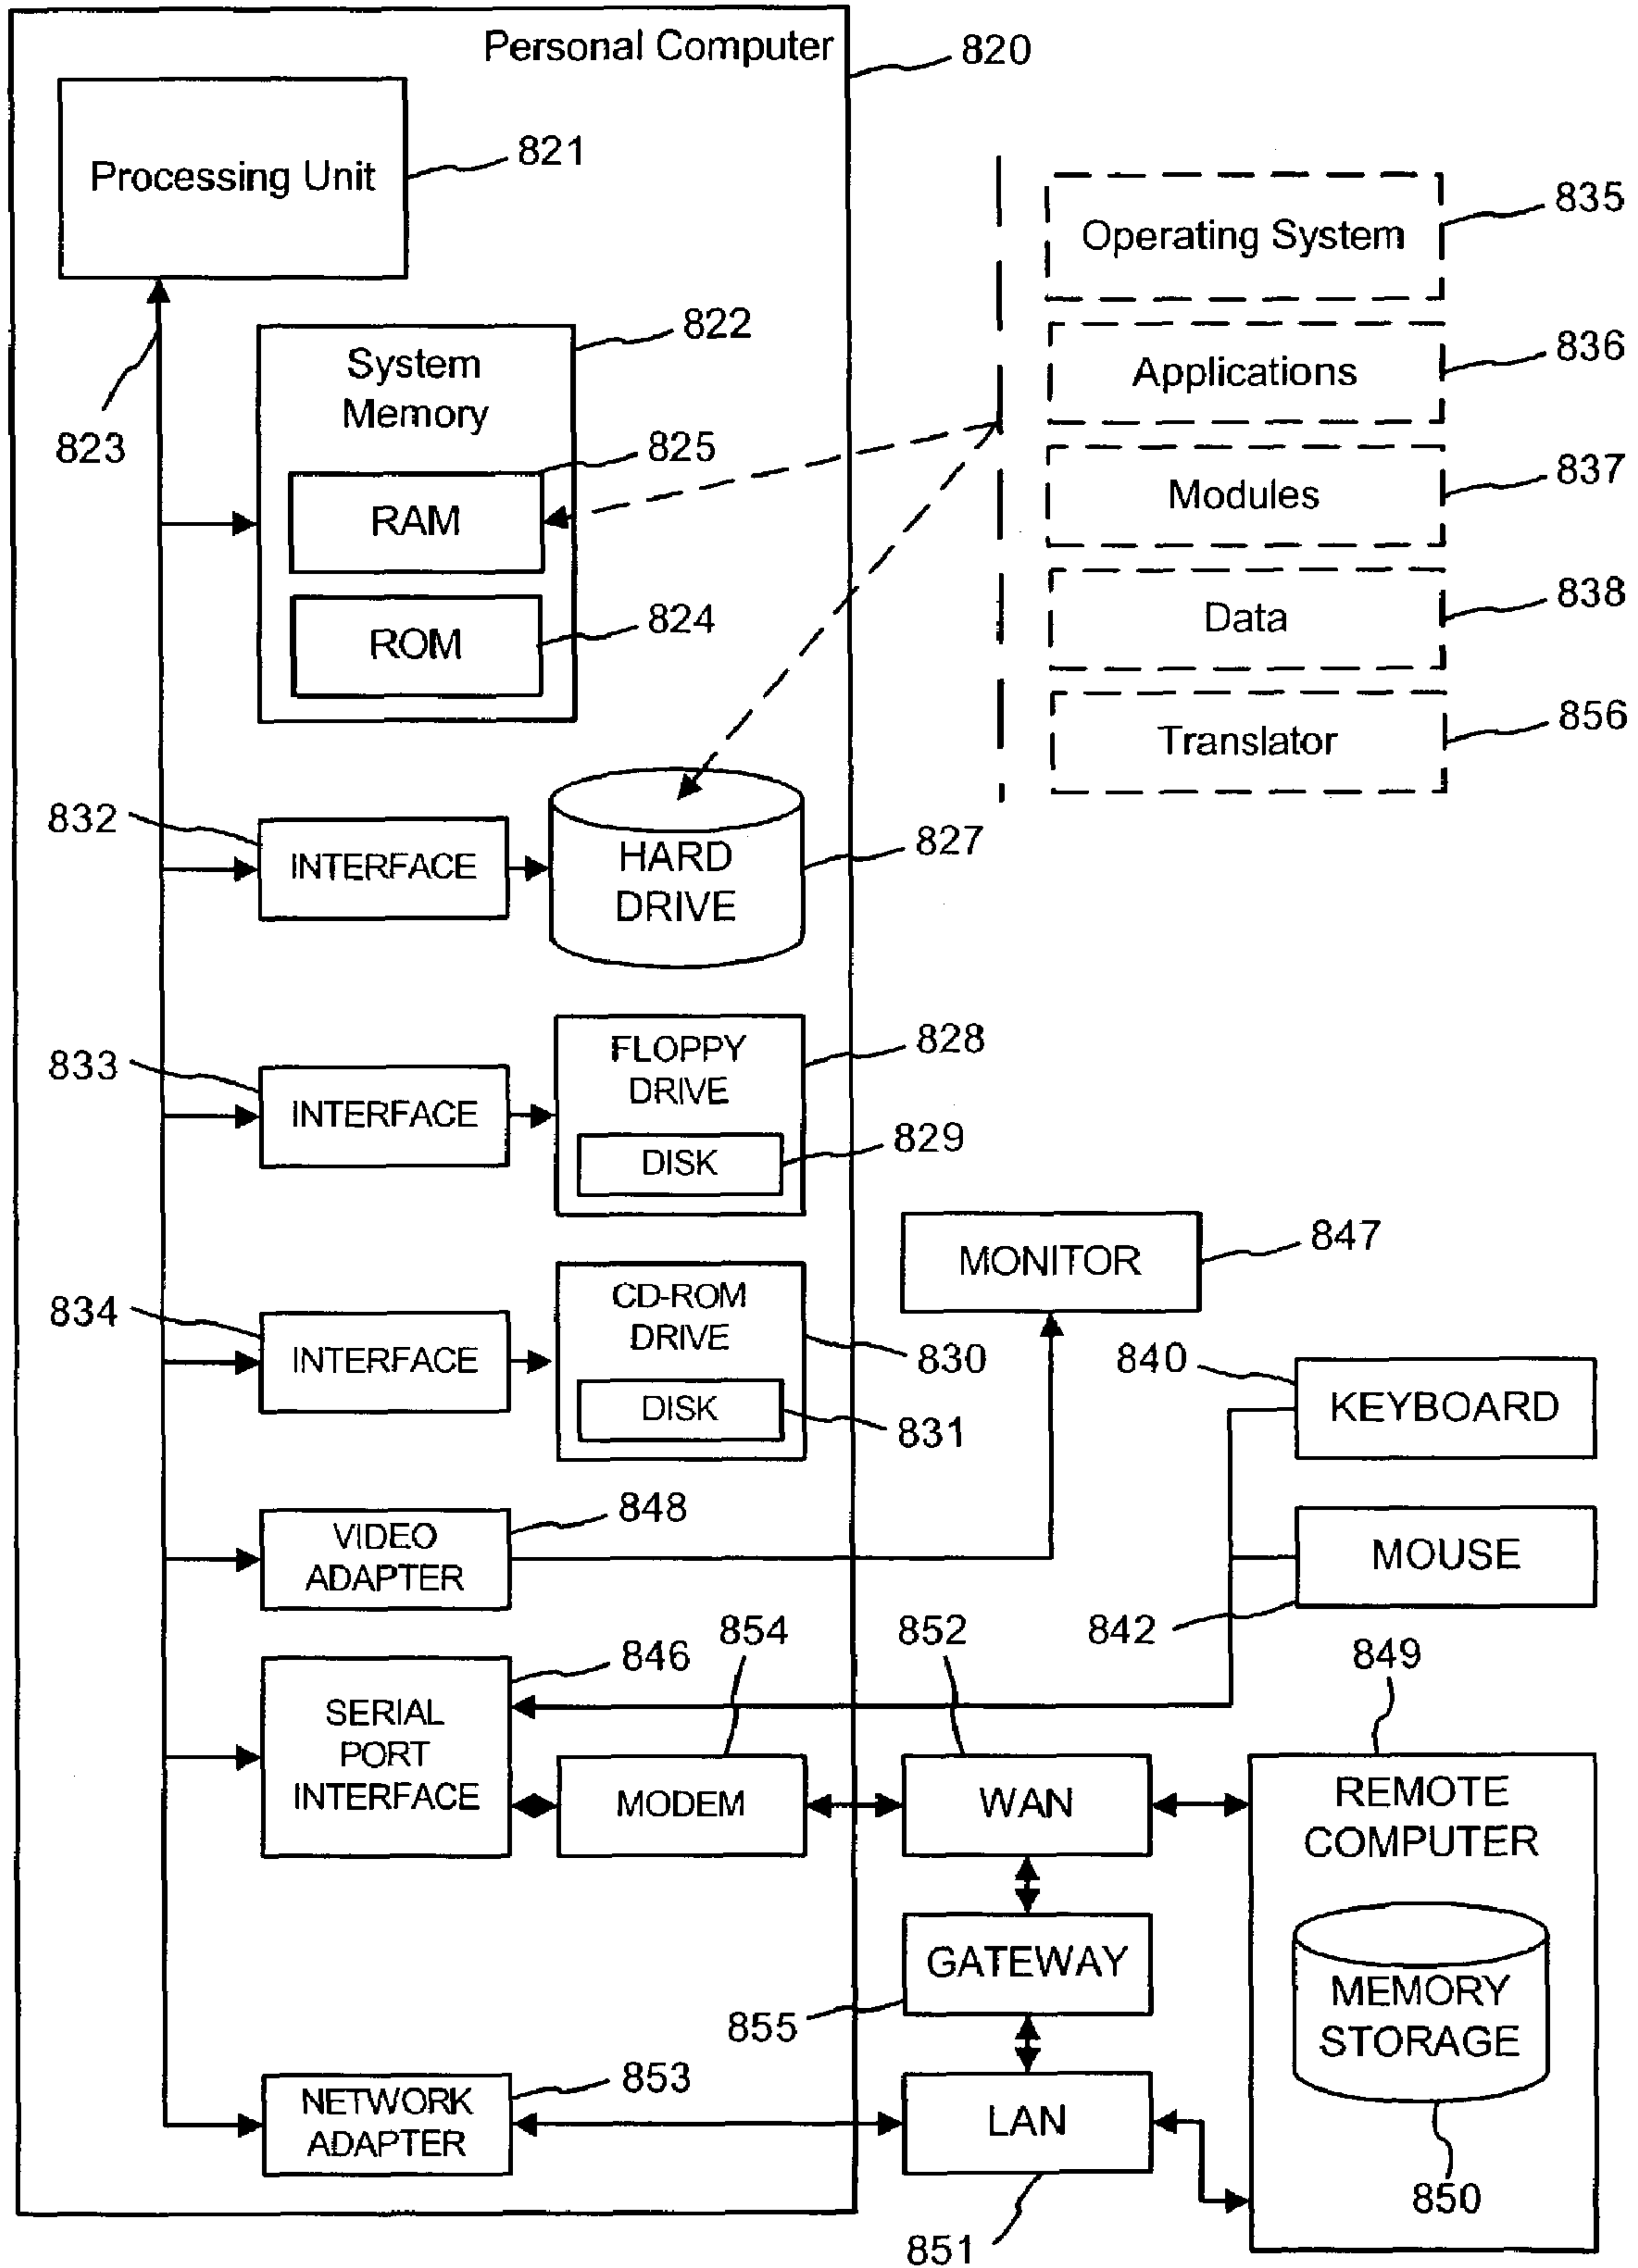 Personal Computer
820
Processing Unit
821
835
Operating System
822
System
Memory
836
Applications
823
825
RAM
837
Modules
824
ROM
838
Data
856
Translator
832
INTERFACE
HARD
DRIVE
827
833
INTERFACE
FLOPPY
DRIVE
828
DISK
829
MONITOR
847
834
INTERFACE
CD-ROM
DRIVE
830
DISK
831
840
KEYBOARD
VIDEO
ADAPTER
848
MOUSE
842
846
SERIAL
PORT
INTERFACE
854
MODEM
852
WAN
849
REMOTE
COMPUTER
GATEWAY
855
MEMORY
STORAGE
850
853
NETWORK
ADAPTER
LAN
851